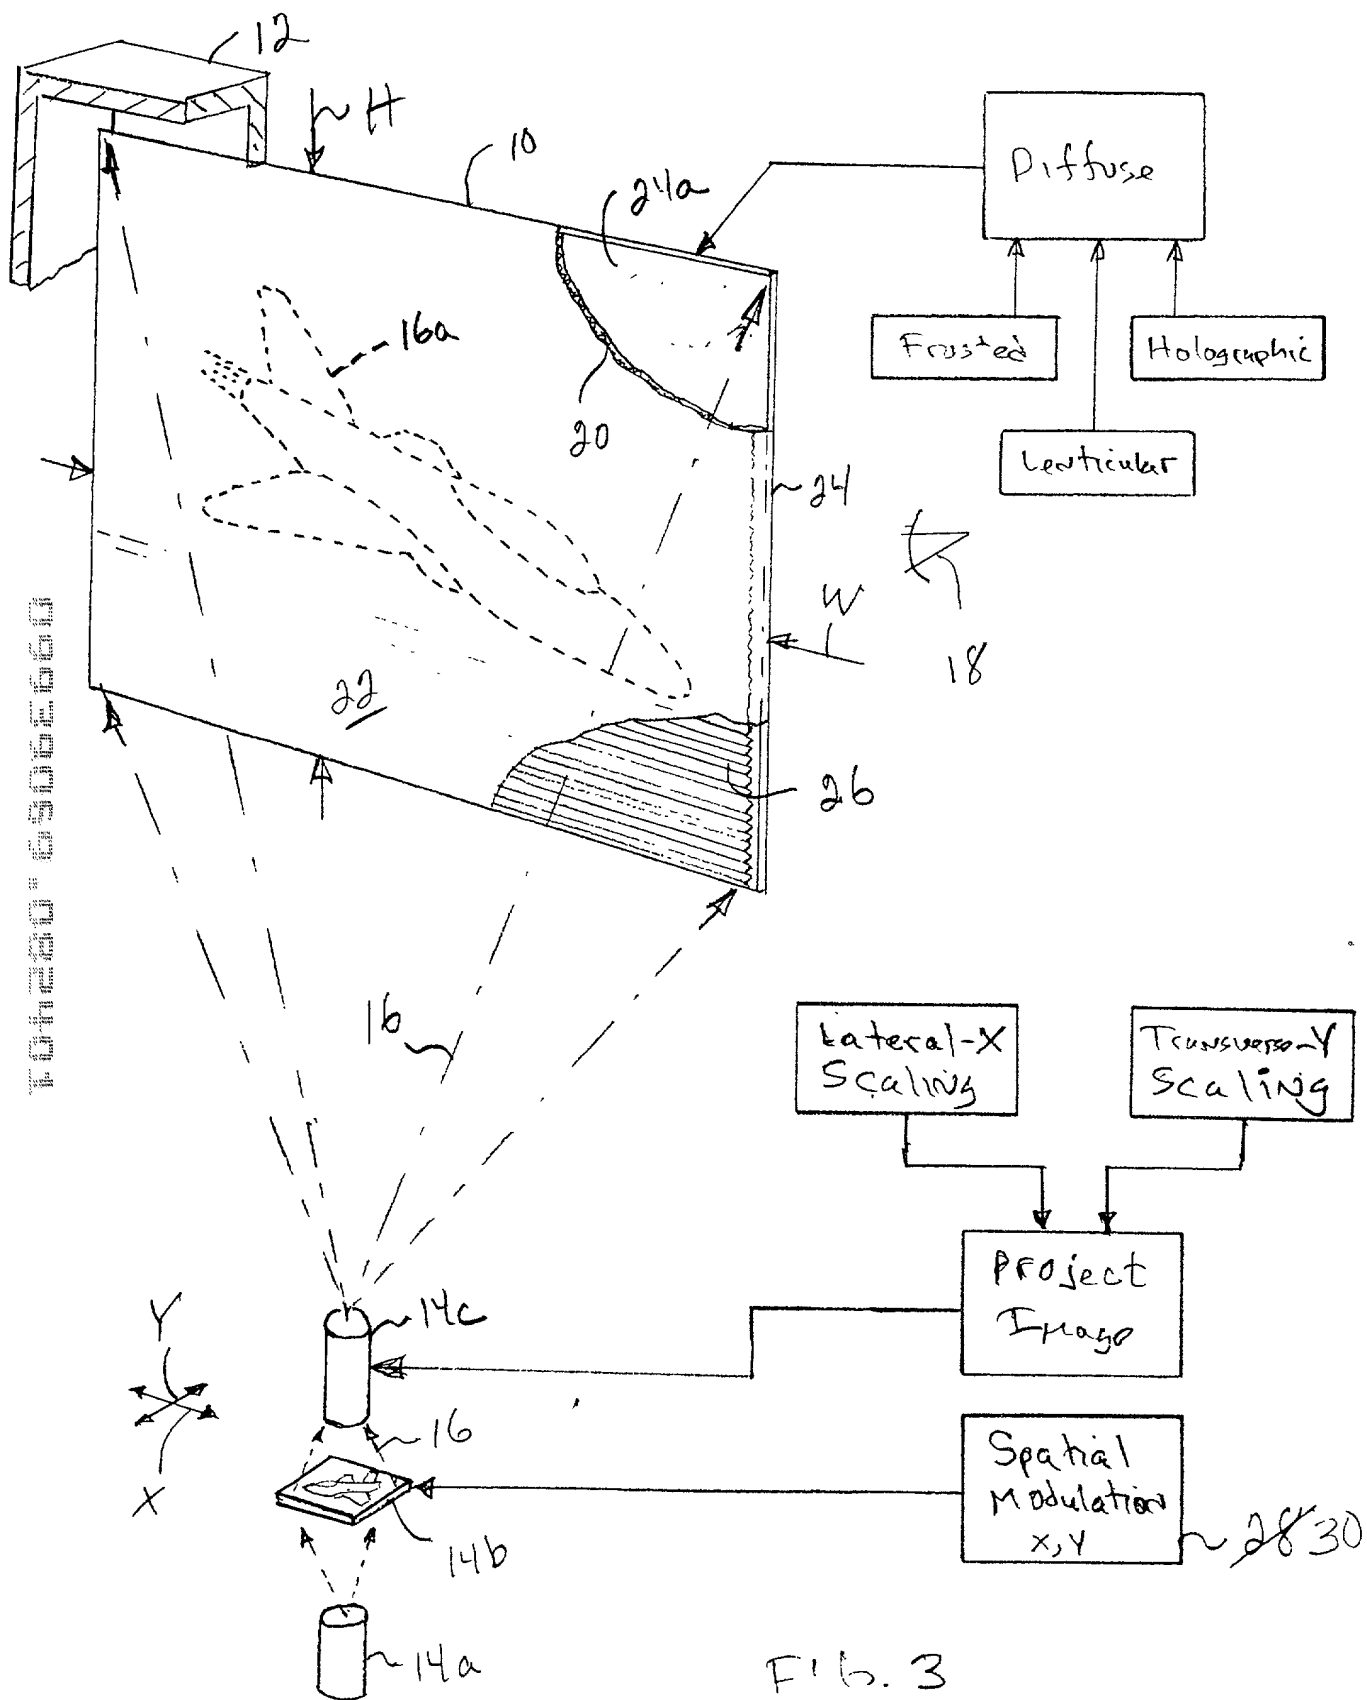 12
H
10
24a
Diffuse
16a
Frosted
Holographic
20
Lenticular
24
W
18
22
26
16
Lateral-X
Scaling
Transverse-Y
Scaling
Project
Image
Y
14c
16
X
Spatial
Modulation
X, Y
14b
28 30
14a
FIG. 3